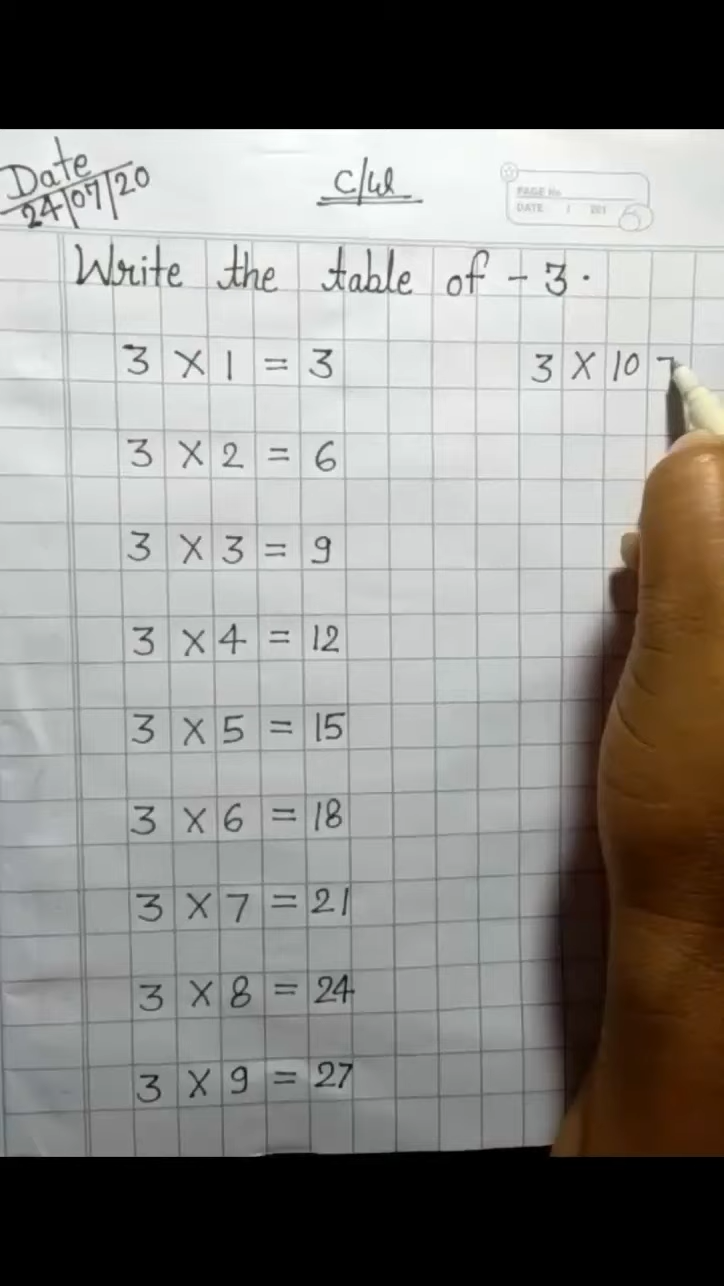 Date
24/07/20
C/W
PAGE No
DATE / /
Write the table of - 3.
3 X 1 = 3
3 X 2 = 6
3 X 3 = 9
3 X 4 = 12
3 X 5 = 15
3 X 6 = 18
3 X 7 = 21
3 X 8 = 24
3 X 9 = 27
3 X 10